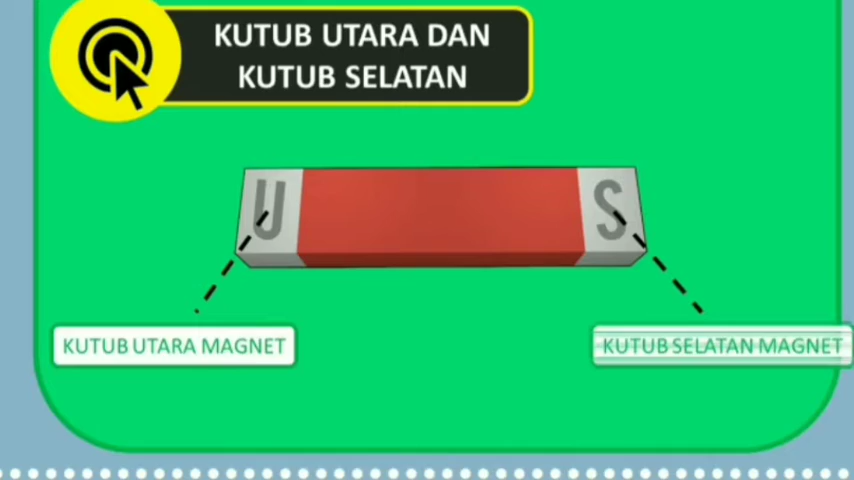 KUTUB UTARA DAN
KUTUB SELATAN
U
S
KUTUB UTARA MAGNET
KUTUB SELATAN MAGNET